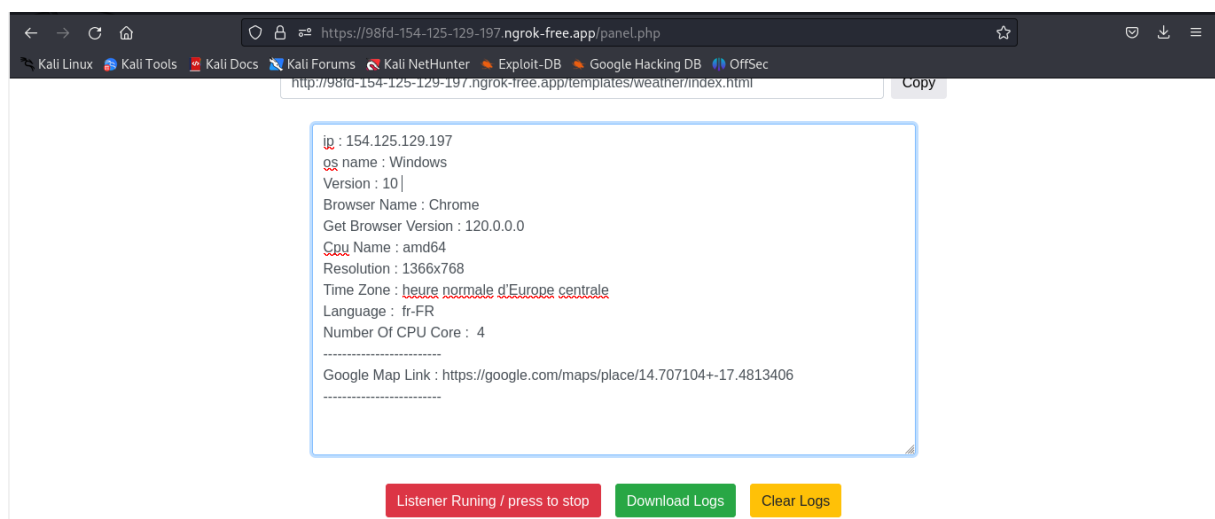 https://98fd-154-125-129-197.ngrok-free.app/panel.php
Kali Linux Kali Tools Kali Docs Kali Forums Kali NetHunter Exploit-DB Google Hacking DB OffSec
http://98fd-154-125-129-197.ngrok-free.app/templates/weather/index.html Copy
ip : 154.125.129.197
os name : Windows
Version : 10
Browser Name : Chrome
Get Browser Version : 120.0.0.0
Cpu Name : amd64
Resolution : 1366x768
Time Zone : heure normale d'Europe centrale
Language : fr-FR
Number Of CPU Core : 4
-------------------------
Google Map Link : https://google.com/maps/place/14.707104+-17.4813406
-------------------------
Listener Runing / press to stop Download Logs Clear Logs